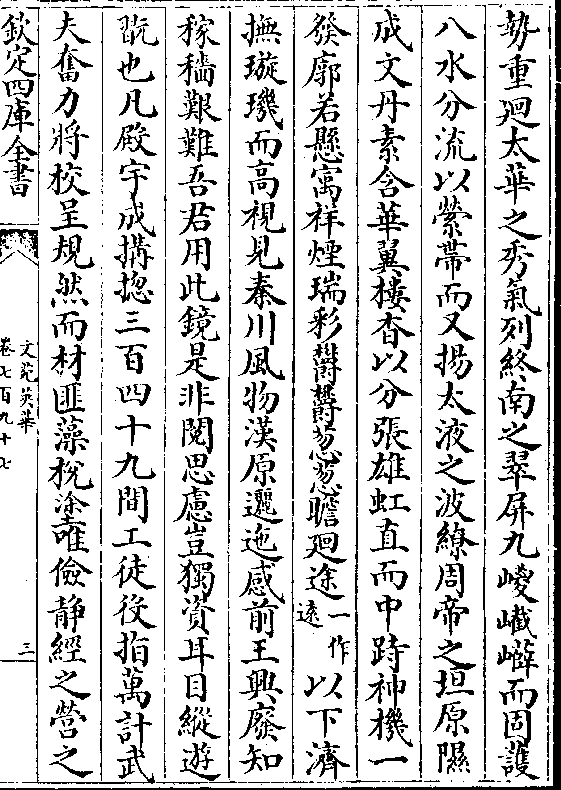 勢重廻太華之秀氣列終南之翠屏九嵕巀嶭而固護
八水分流以縈帶而又揚太液之波繚周帝之垣原隰
成文丹素含華翼樓杳以分張雄虹直而中跱神機一
發廓若懸寓祥煙瑞彩欝欝葱葱瞻廻途一作遠以下濟
撫璇璣而高視見秦川風物漢原邐迤感前王興廢知
稼穡艱難吾君用此鏡是非閱思慮豈獨資耳目縱遊
翫也凡殿宇成搆揔三百四十九間工徒役指萬計武
夫奮力將校呈規然而材匪藻梲塗唯儉靜經之營之
欽定四庫全書
文苑英華
卷七百九十七
三